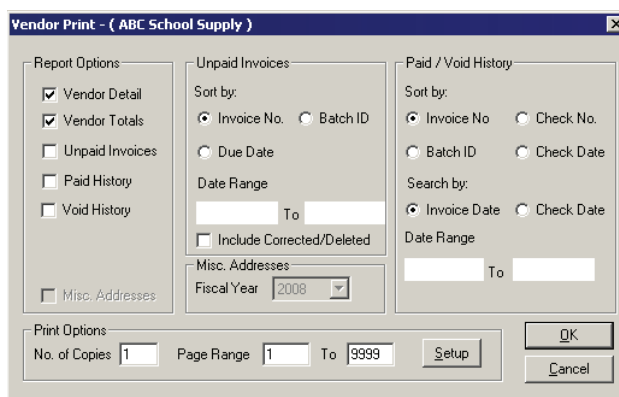 Vendor Print - ( ABC School Supply )
Report Options
Vendor Detail
Vendor Totals
Unpaid Invoices
Paid History
Void History
Misc. Addresses
Unpaid Invoices
Sort by:
Invoice No. Batch ID
Due Date
Date Range
To
Include Corrected/Deleted
Misc. Addresses
Fiscal Year 2008
Paid / Void History
Sort by:
Invoice No Check No.
Batch ID Check Date
Search by:
Invoice Date Check Date
Date Range
To
Print Options
No. of Copies 1 Page Range 1 To 9999 Setup
OK
Cancel